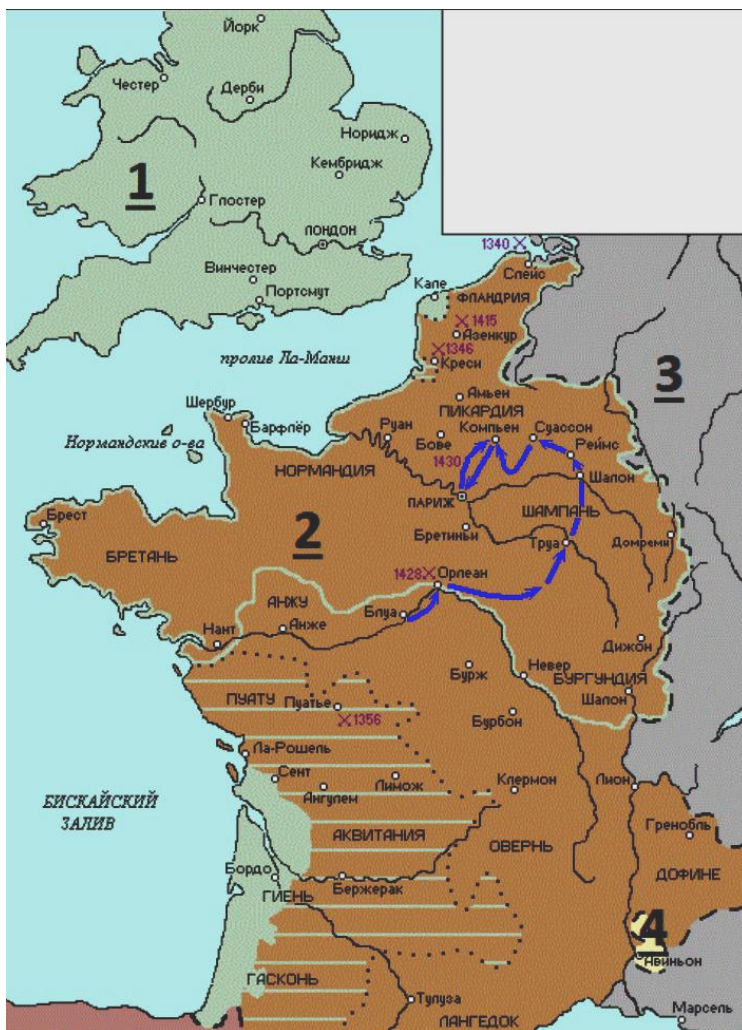 Йорк
Честер
Дерби
Норидж
Кембридж
1
Глостер
ЛОНДОН
1340
Слейс
Винчестер
Портсмут
Кале
ФЛАНДРИЯ
1415
Азенкур
пролив Ла-Манш
1346
Креси
3
Амьен
Шербур
ПИКАРДИЯ
Барфлёр
Руан
Компьен
Суассон
Нормандские о-ва
Бове
Реймс
1430
НОРМАНДИЯ
Шалон
ПАРИЖ
ШАМПАНЬ
Брест
2
Бретиньи
Труа
Домреми
БРЕТАНЬ
1428
Орлеан
АНЖУ
Блуа
Нант
Анже
Дижон
Бурж
Невер
БУРГУНДИЯ
ПУАТУ
Пуатье
Шалон
1356
Бурбон
Ла-Рошель
Сент
Лимож
Клермон
Лион
БИСКАЙСКИЙ
ЗАЛИВ
Ангулем
АКВИТАНИЯ
Гренобль
ОВЕРНЬ
Бордо
Бержерак
ДОФИНЕ
ГИЕНЬ
4
Авиньон
ГАСКОНЬ
Тулуза
Марсель
ЛАНГЕДОК